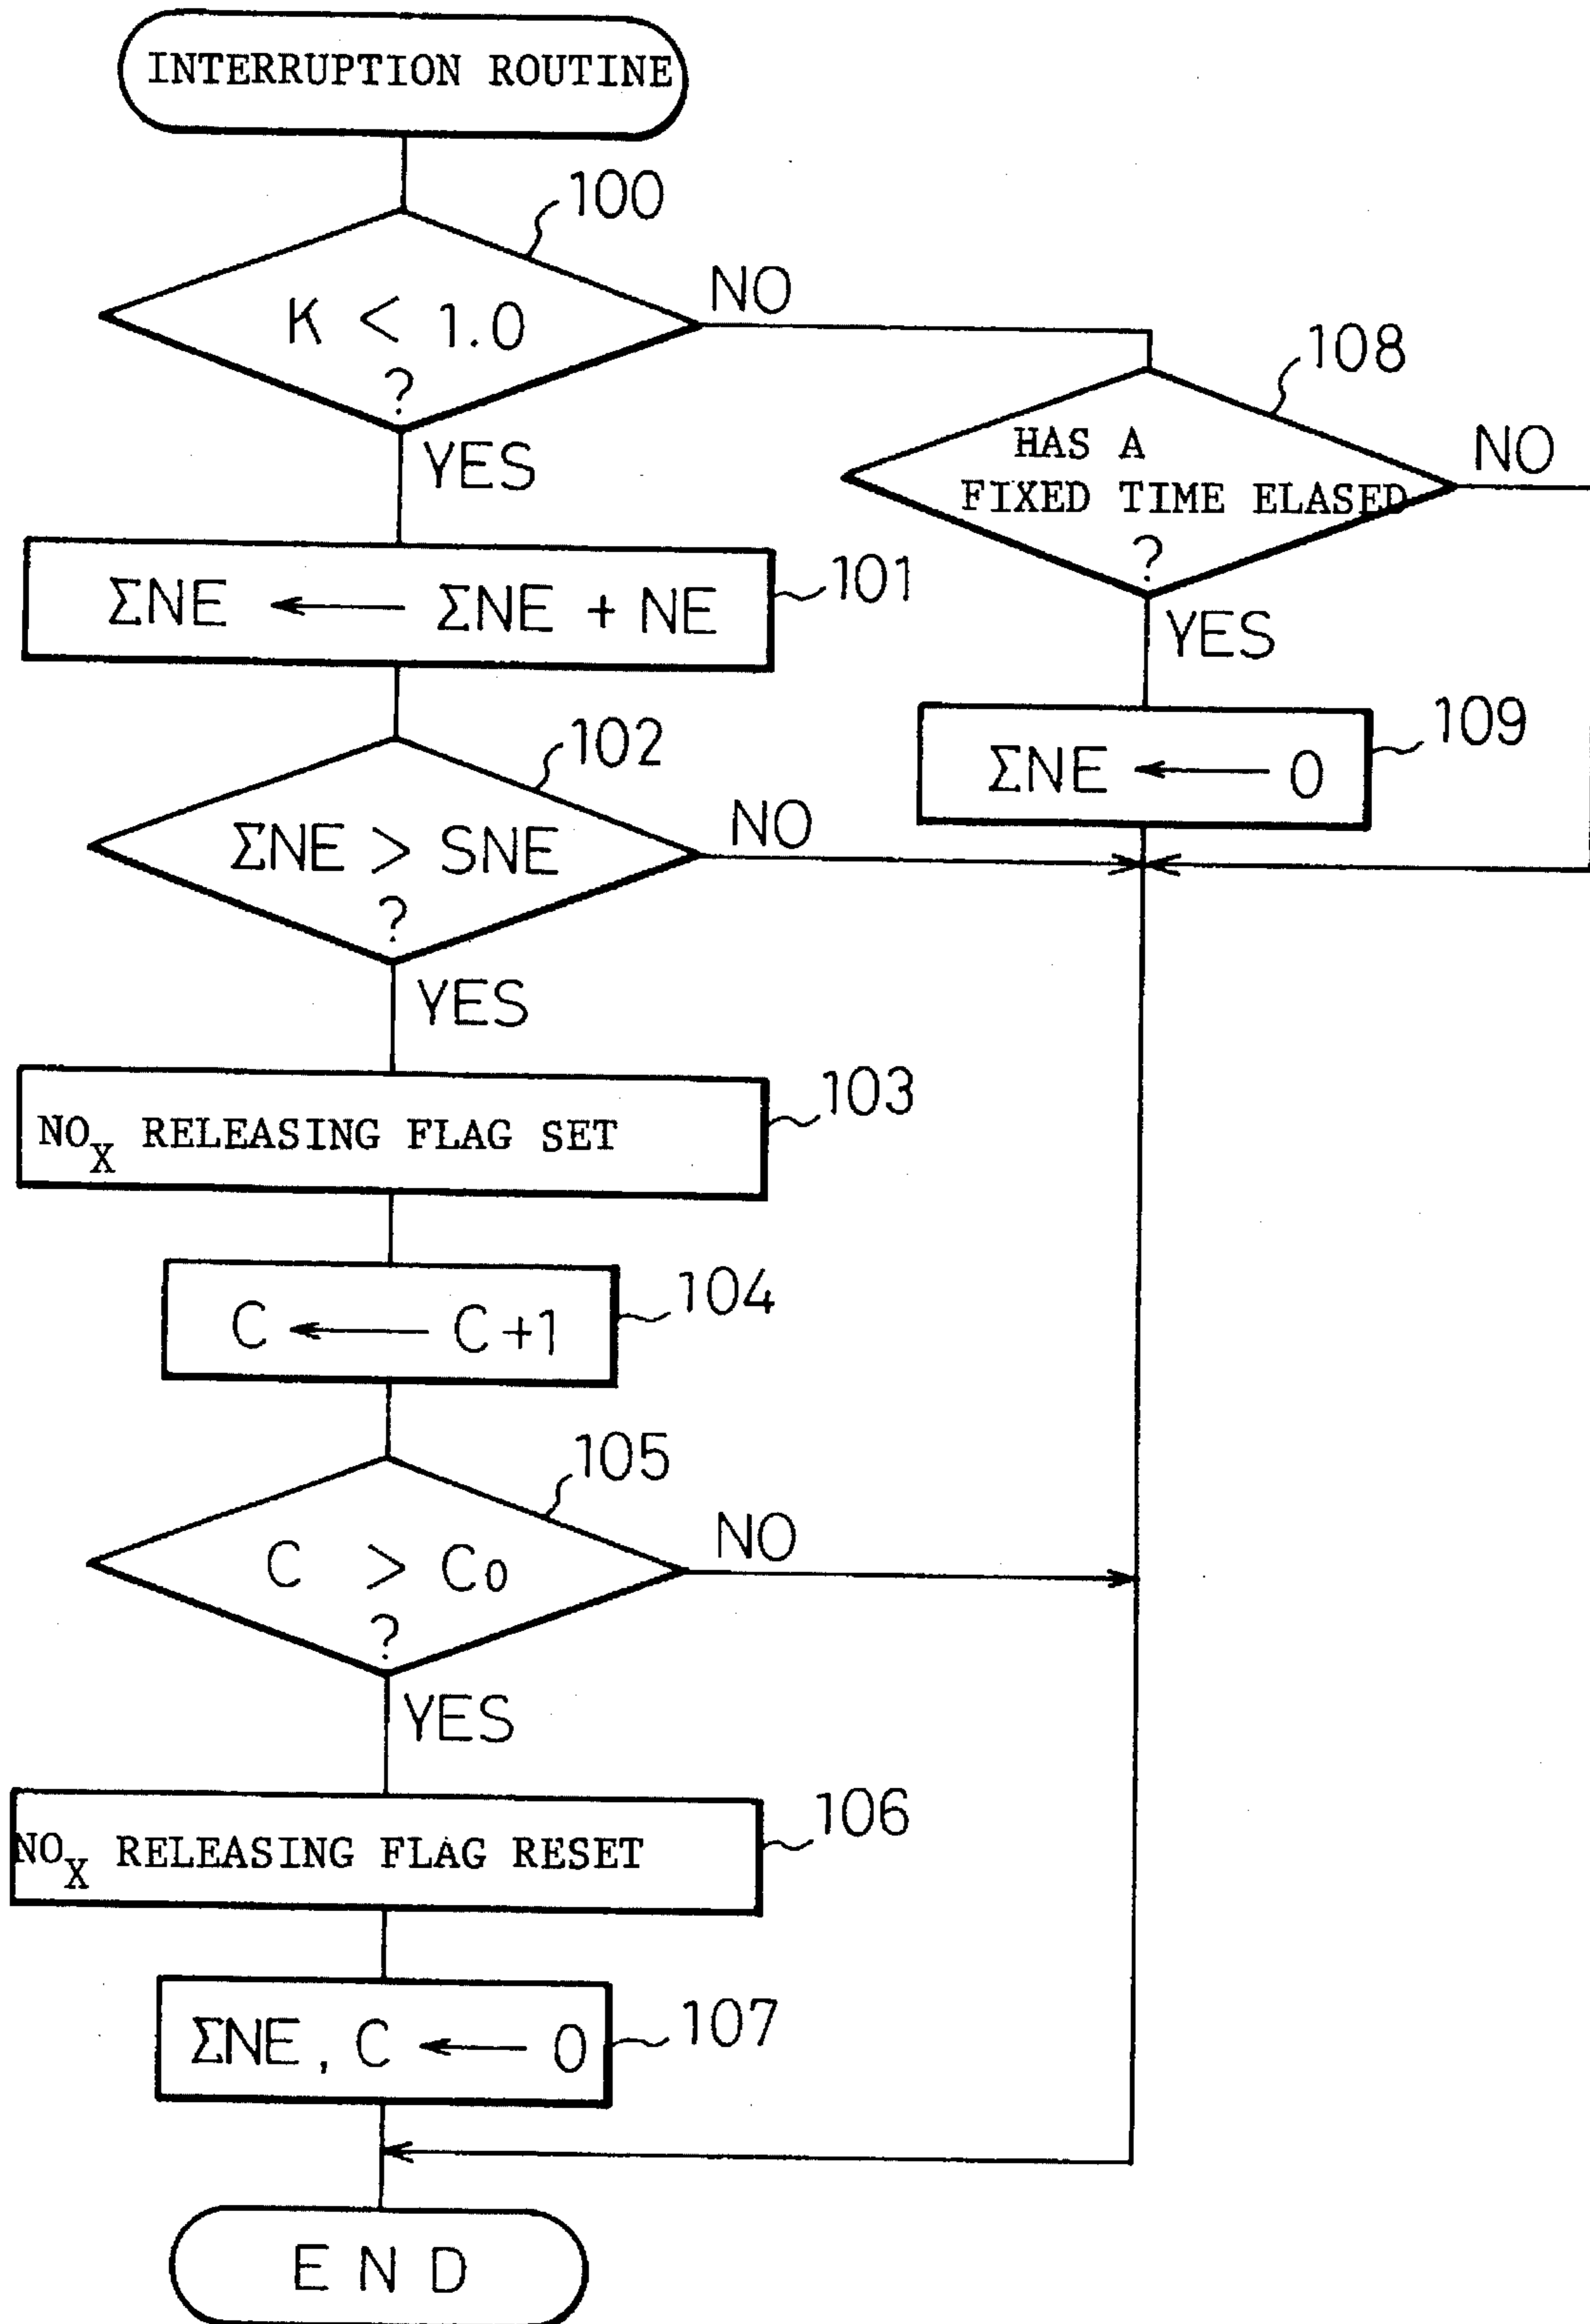 INTERRUPTION ROUTINE
100
K < 1.0
?
NO
YES
108
HAS A
FIXED TIME ELASED
?
NO
YES
101
ΣNE ← ΣNE + NE
109
ΣNE ← 0
102
ΣNE > SNE
?
NO
YES
103
NOX RELEASING FLAG SET
104
C ← C+1
105
C > C0
?
NO
YES
106
NOX RELEASING FLAG RESET
107
ΣNE, C ← 0
END